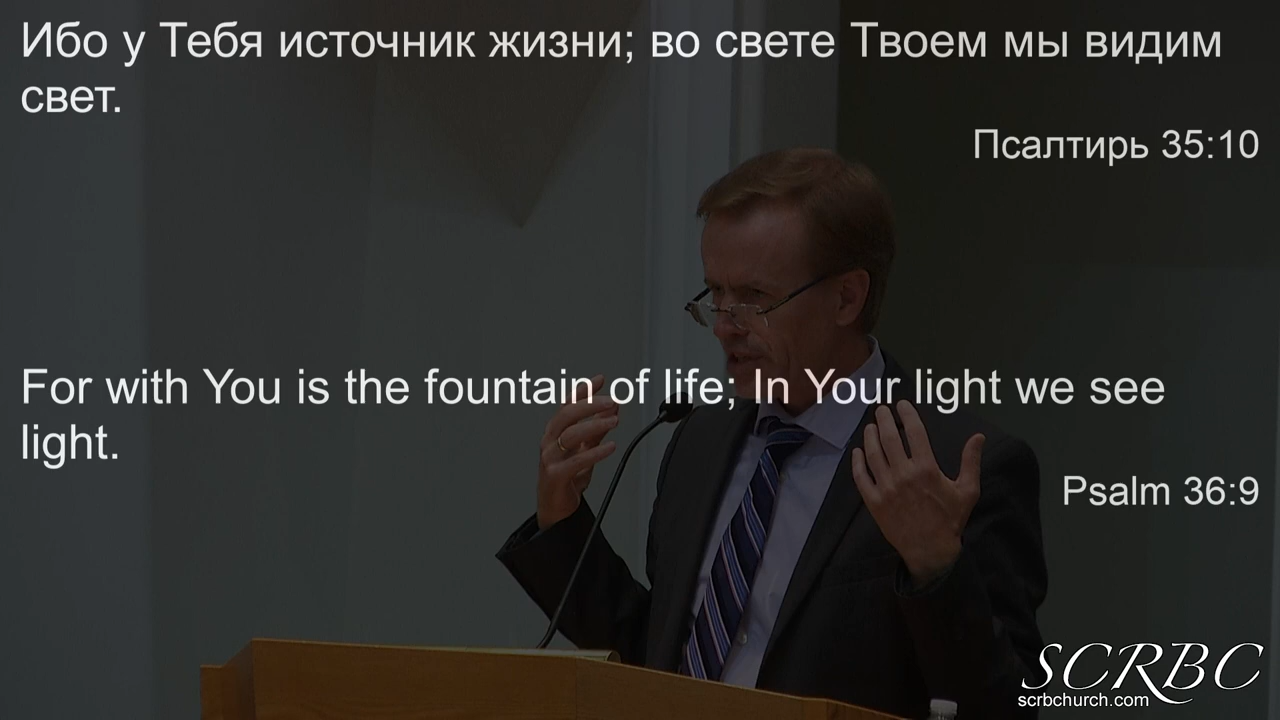 Ибо у Тебя источник жизни; во свете Твоем мы видим
свет.
Псалтирь 35:10
For with You is the fountain of life; In Your light we see
light.
Psalm 36:9
SCRBC
scrbchurch.com